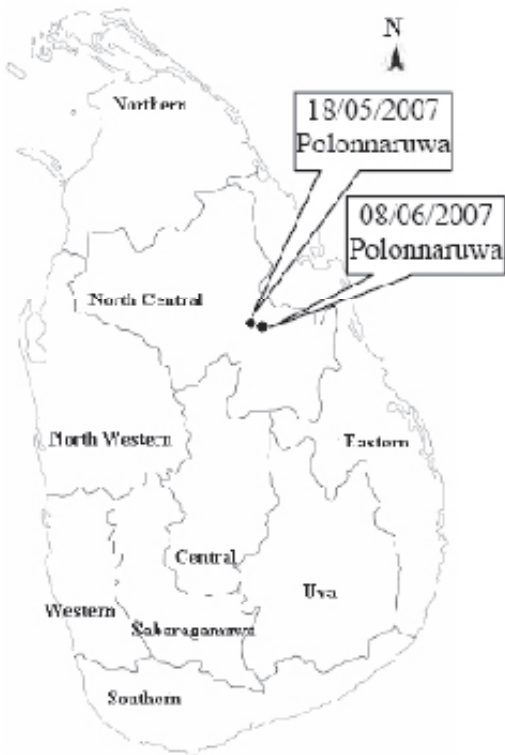 N
Northern
18/05/2007
Polonnaruwa
08/06/2007
Polonnaruwa
North Central
North Western
Eastern
Central
Uva
Western
Sabaragamuwa
Southern